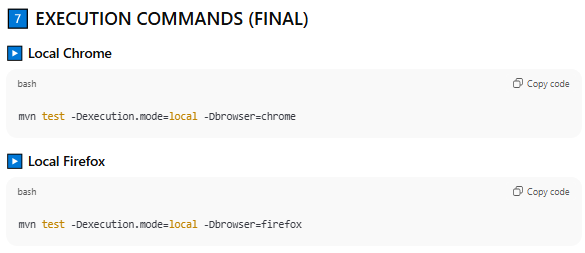 7 EXECUTION COMMANDS (FINAL)
Local Chrome
bash Copy code
mvn test -Dexecution.mode=local -Dbrowser=chrome
Local Firefox
bash Copy code
mvn test -Dexecution.mode=local -Dbrowser=firefox